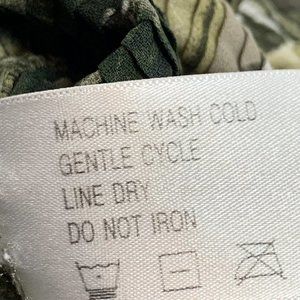 MACHINE WASH COLD
GENTLE CYCLE
LINE DRY
DO NOT IRON